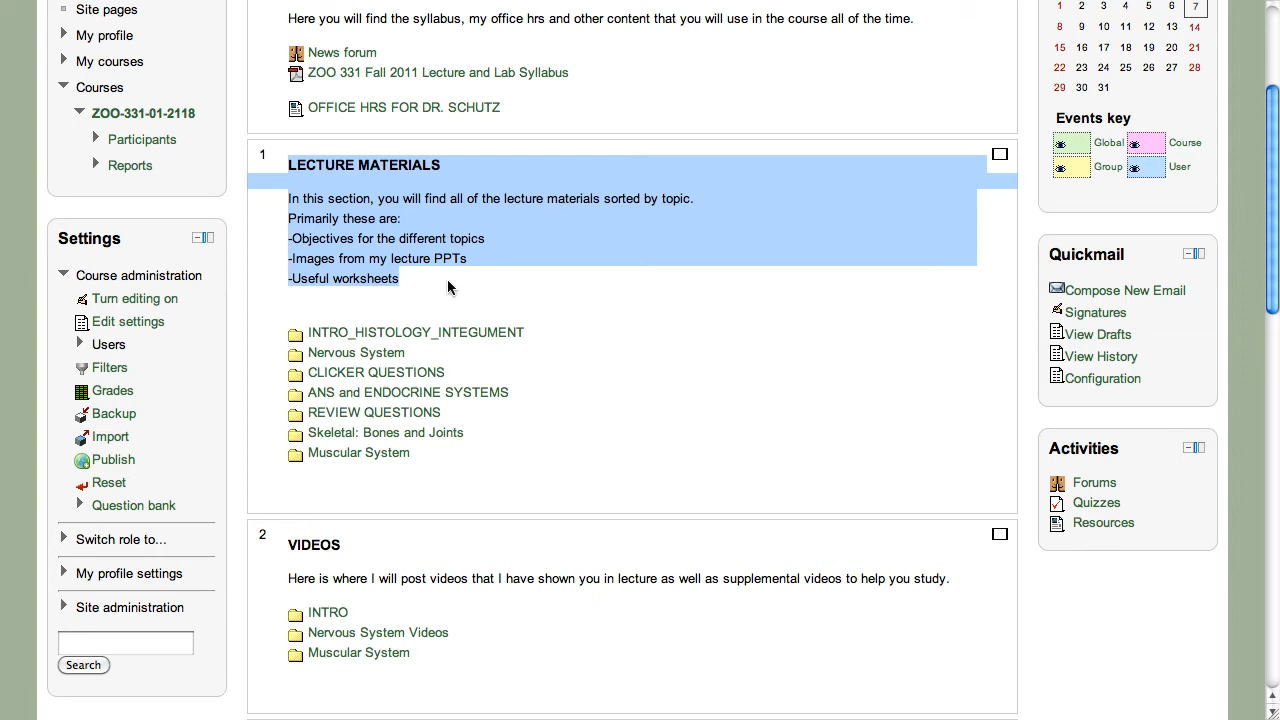 Site pages
My profile
My courses
Courses
ZOO-331-01-2118
Participants
Reports
Settings
Course administration
Turn editing on
Edit settings
Users
Filters
Grades
Backup
Import
Publish
Reset
Question bank
Switch role to...
My profile settings
Site administration
Search
Here you will find the syllabus, my office hrs and other content that you will use in the course all of the time.
News forum
ZOO 331 Fall 2011 Lecture and Lab Syllabus
OFFICE HRS FOR DR. SCHUTZ
1
LECTURE MATERIALS
In this section, you will find all of the lecture materials sorted by topic.
Primarily these are:
-Objectives for the different topics
-Images from my lecture PPTs
-Useful worksheets
INTRO_HISTOLOGY_INTEGUMENT
Nervous System
CLICKER QUESTIONS
ANS and ENDOCRINE SYSTEMS
REVIEW QUESTIONS
Skeletal: Bones and Joints
Muscular System
2
VIDEOS
Here is where I will post videos that I have shown you in lecture as well as supplemental videos to help you study.
INTRO
Nervous System Videos
Muscular System
1 2 3 4 5 6 7
8 9 10 11 12 13 14
15 16 17 18 19 20 21
22 23 24 25 26 27 28
29 30 31
Events key
Global Course
Group User
Quickmail
Compose New Email
Signatures
View Drafts
View History
Configuration
Activities
Forums
Quizzes
Resources